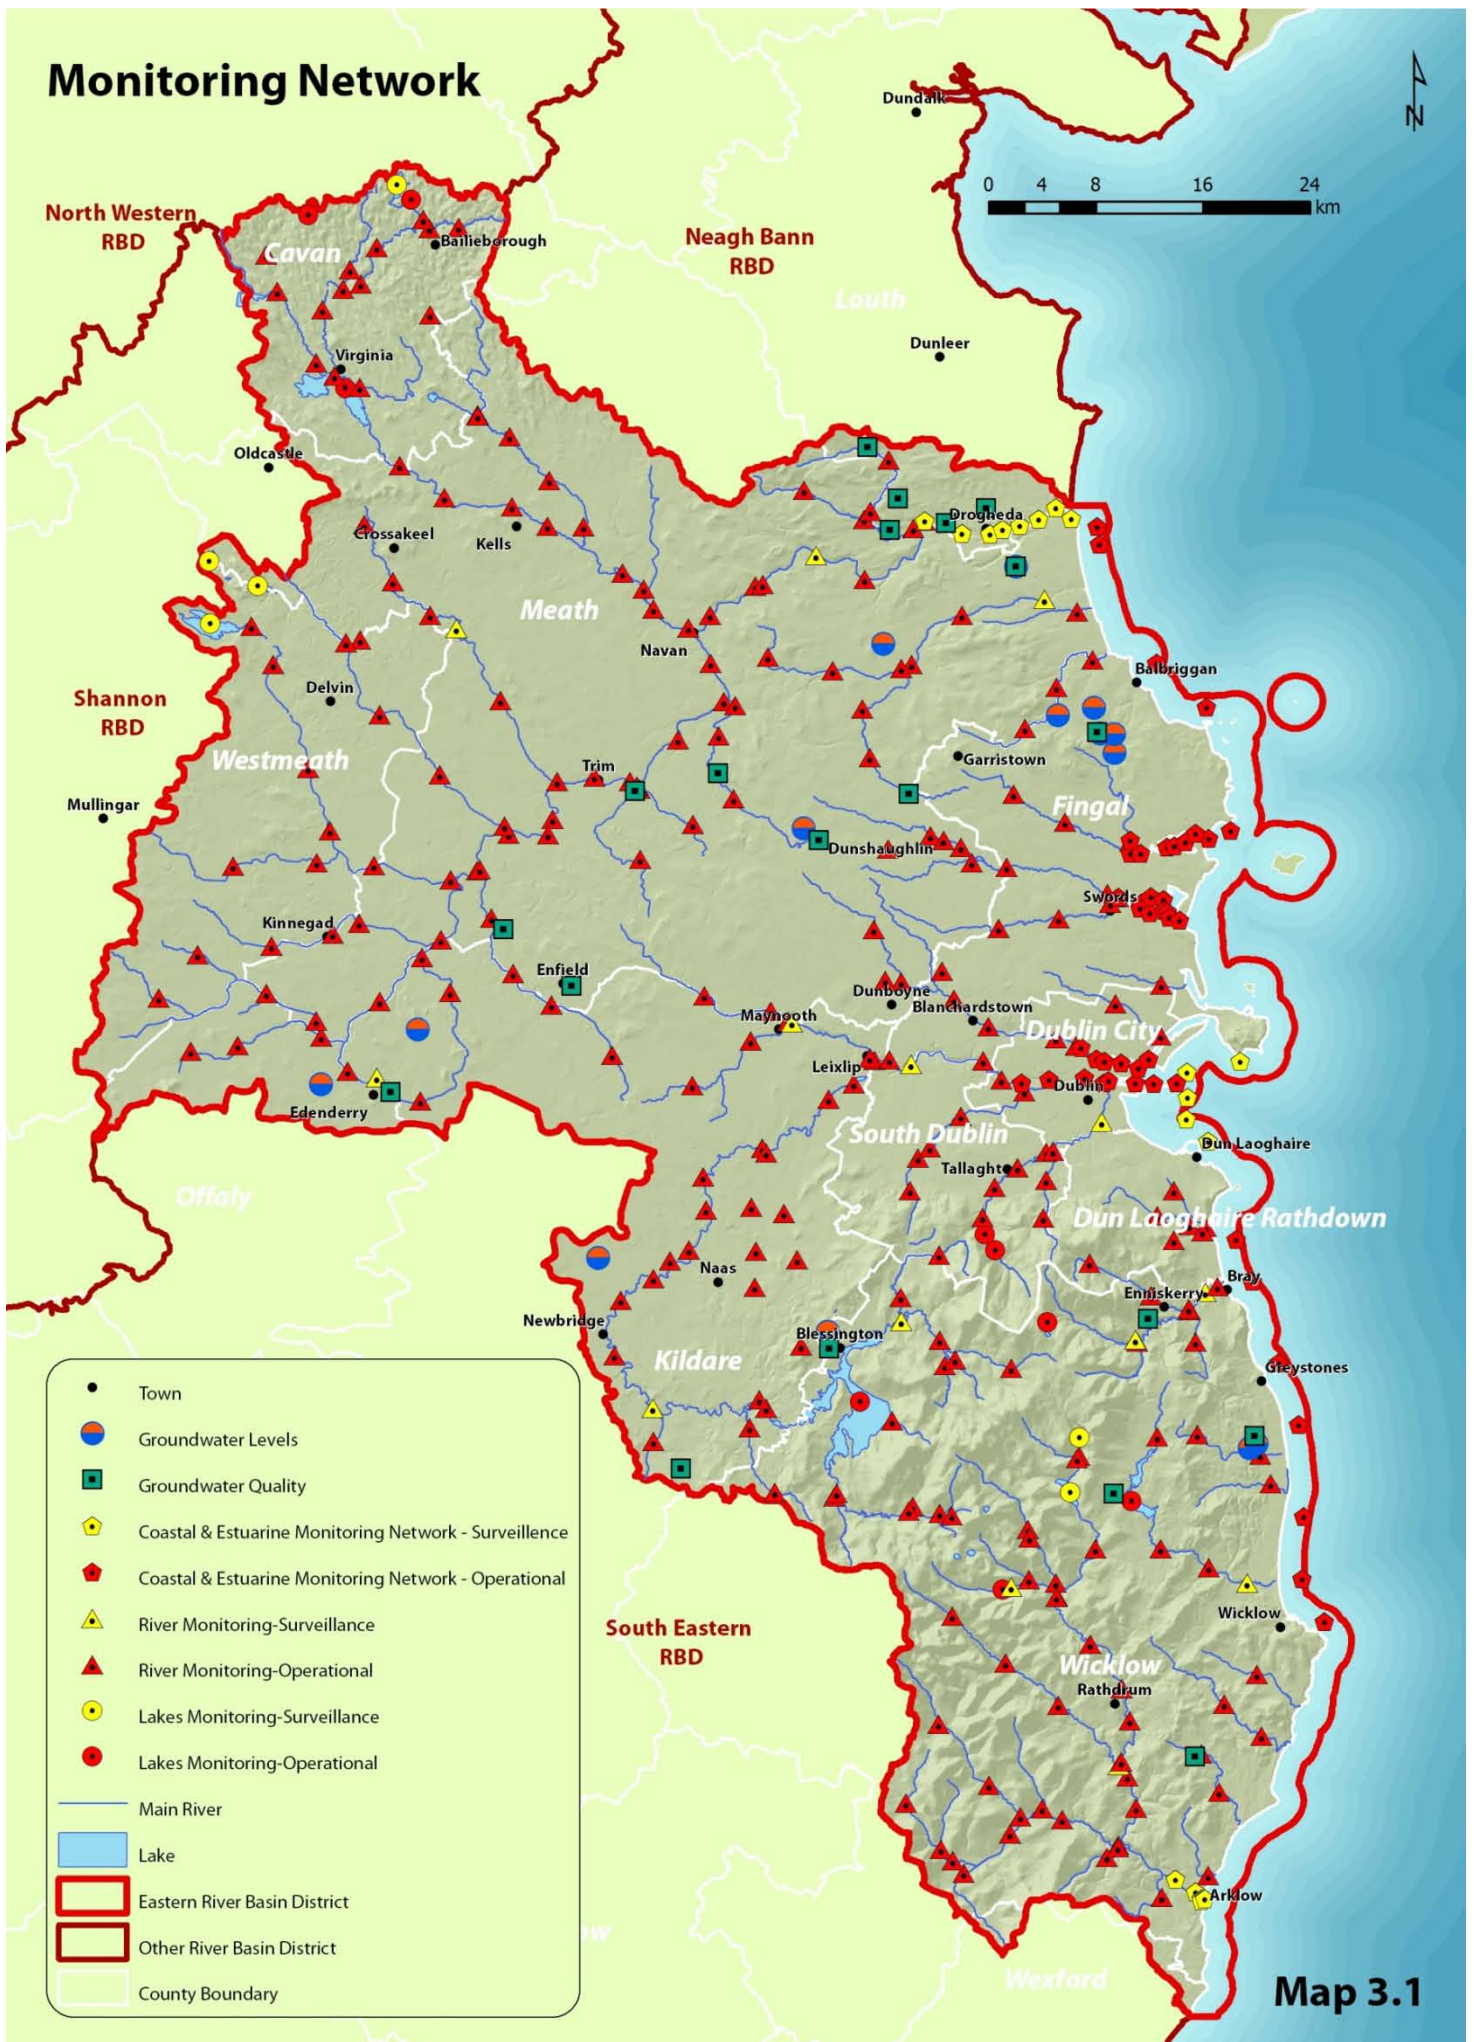 Monitoring Network
Dundalk
N
0 4 8 16 24
km
North Western
RBD
Neagh Bann
RBD
Cavan
Bailieborough
Louth
Virginia
Dunleer
Oldcastle
Crossakeel
Kells
Drogheda
Meath
Navan
Balbriggan
Shannon
RBD
Delvin
Westmeath
Trim
Garristown
Mullingar
Fingal
Dunshaughlin
Swords
Kinnegad
Enfield
Dunboyne
Blanchardstown
Maynooth
Dublin City
Leixlip
Dublin
Edenderry
South Dublin
Dun Laoghaire
Tallaght
Offaly
Dun Laoghaire Rathdown
Naas
Bray
Enniskerry
Newbridge
Blessington
Kildare
Greystones
Town
Groundwater Levels
Groundwater Quality
Coastal & Estuarine Monitoring Network - Surveillence
Coastal & Estuarine Monitoring Network - Operational
River Monitoring-Surveillance
River Monitoring-Operational
Lakes Monitoring-Surveillance
Lakes Monitoring-Operational
Main River
Lake
Eastern River Basin District
Other River Basin District
County Boundary
Wicklow
South Eastern
RBD
Wicklow
Rathdrum
Arklow
ow
Wexford
Map 3.1